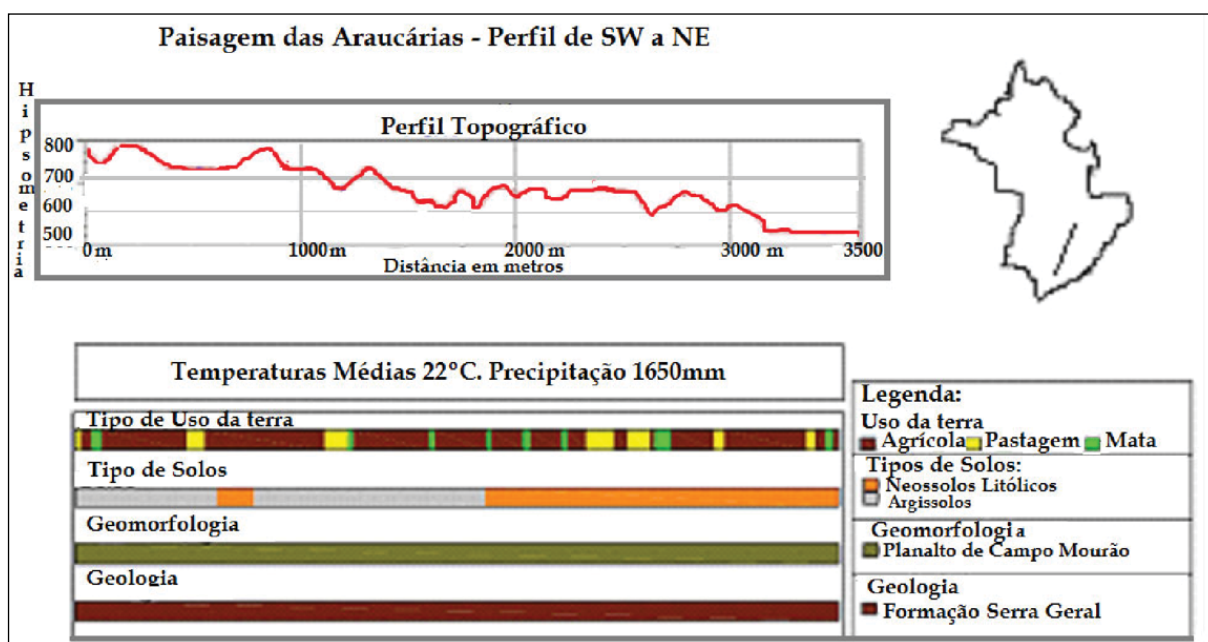 Paisagem das Araucárias - Perfil de SW a NE
Hipsometria
Perfil Topográfico
800
700
600
500
0 m 1000 m 2000 m 3000 m 3500
Distância em metros
Temperaturas Médias 22°C. Precipitação 1650mm
Tipo de Uso da terra
Tipo de Solos
Geomorfologia
Geologia
Legenda:
Uso da terra
Agrícola Pastagem Mata
Tipos de Solos:
Neossolos Litólicos
Argissolos
Geomorfologia
Planalto de Campo Mourão
Geologia
Formação Serra Geral